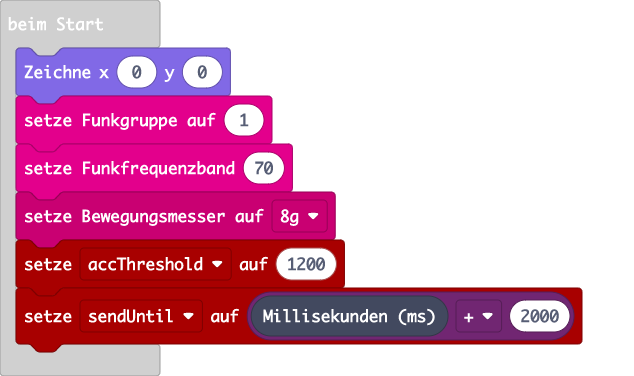 beim Start
Zeichne x 0 y 0
setze Funkgruppe auf 1
setze Funkfrequenzband 70
setze Bewegungsmesser auf 8g
setze accThreshold auf 1200
setze sendUntil auf Millisekunden (ms) + 2000